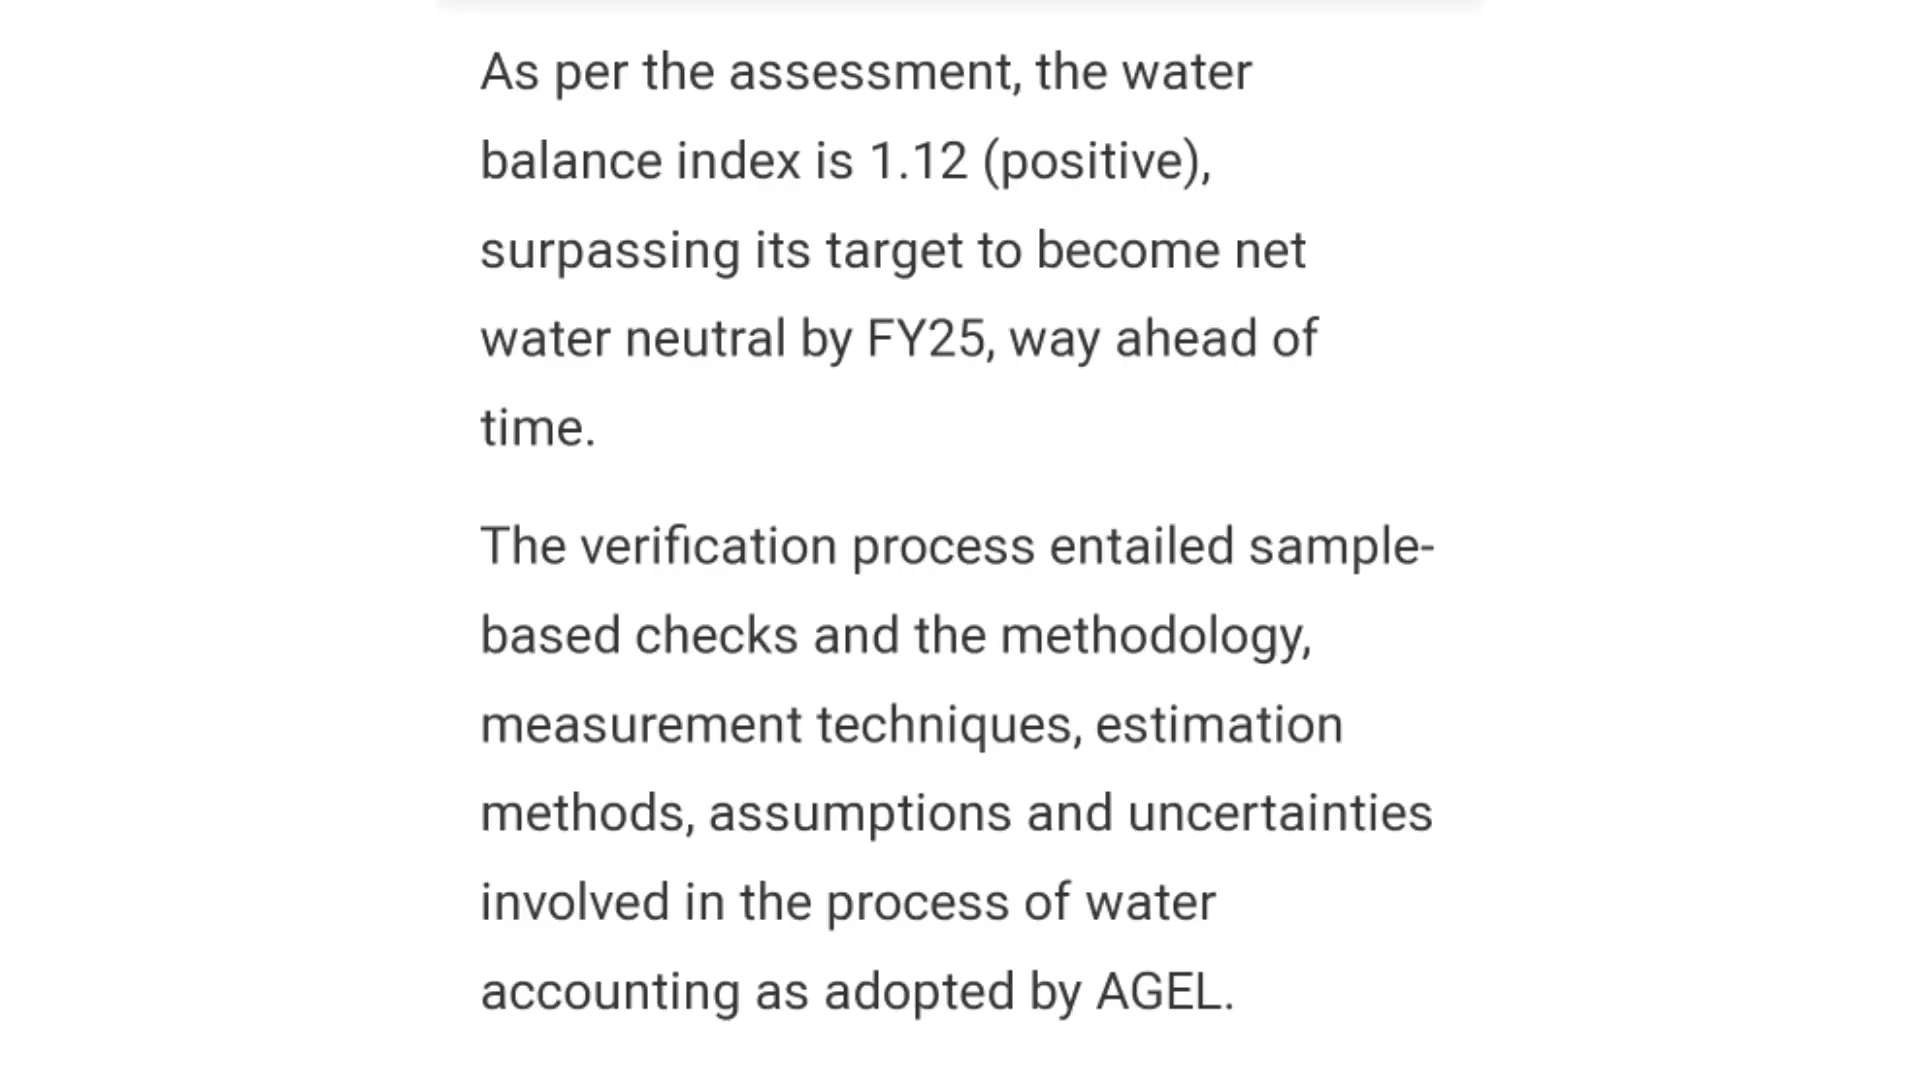 As per the assessment, the water
balance index is 1.12 (positive),
surpassing its target to become net
water neutral by FY25, way ahead of
time.
The verification process entailed sample-
based checks and the methodology,
measurement techniques, estimation
methods, assumptions and uncertainties
involved in the process of water
accounting as adopted by AGEL.